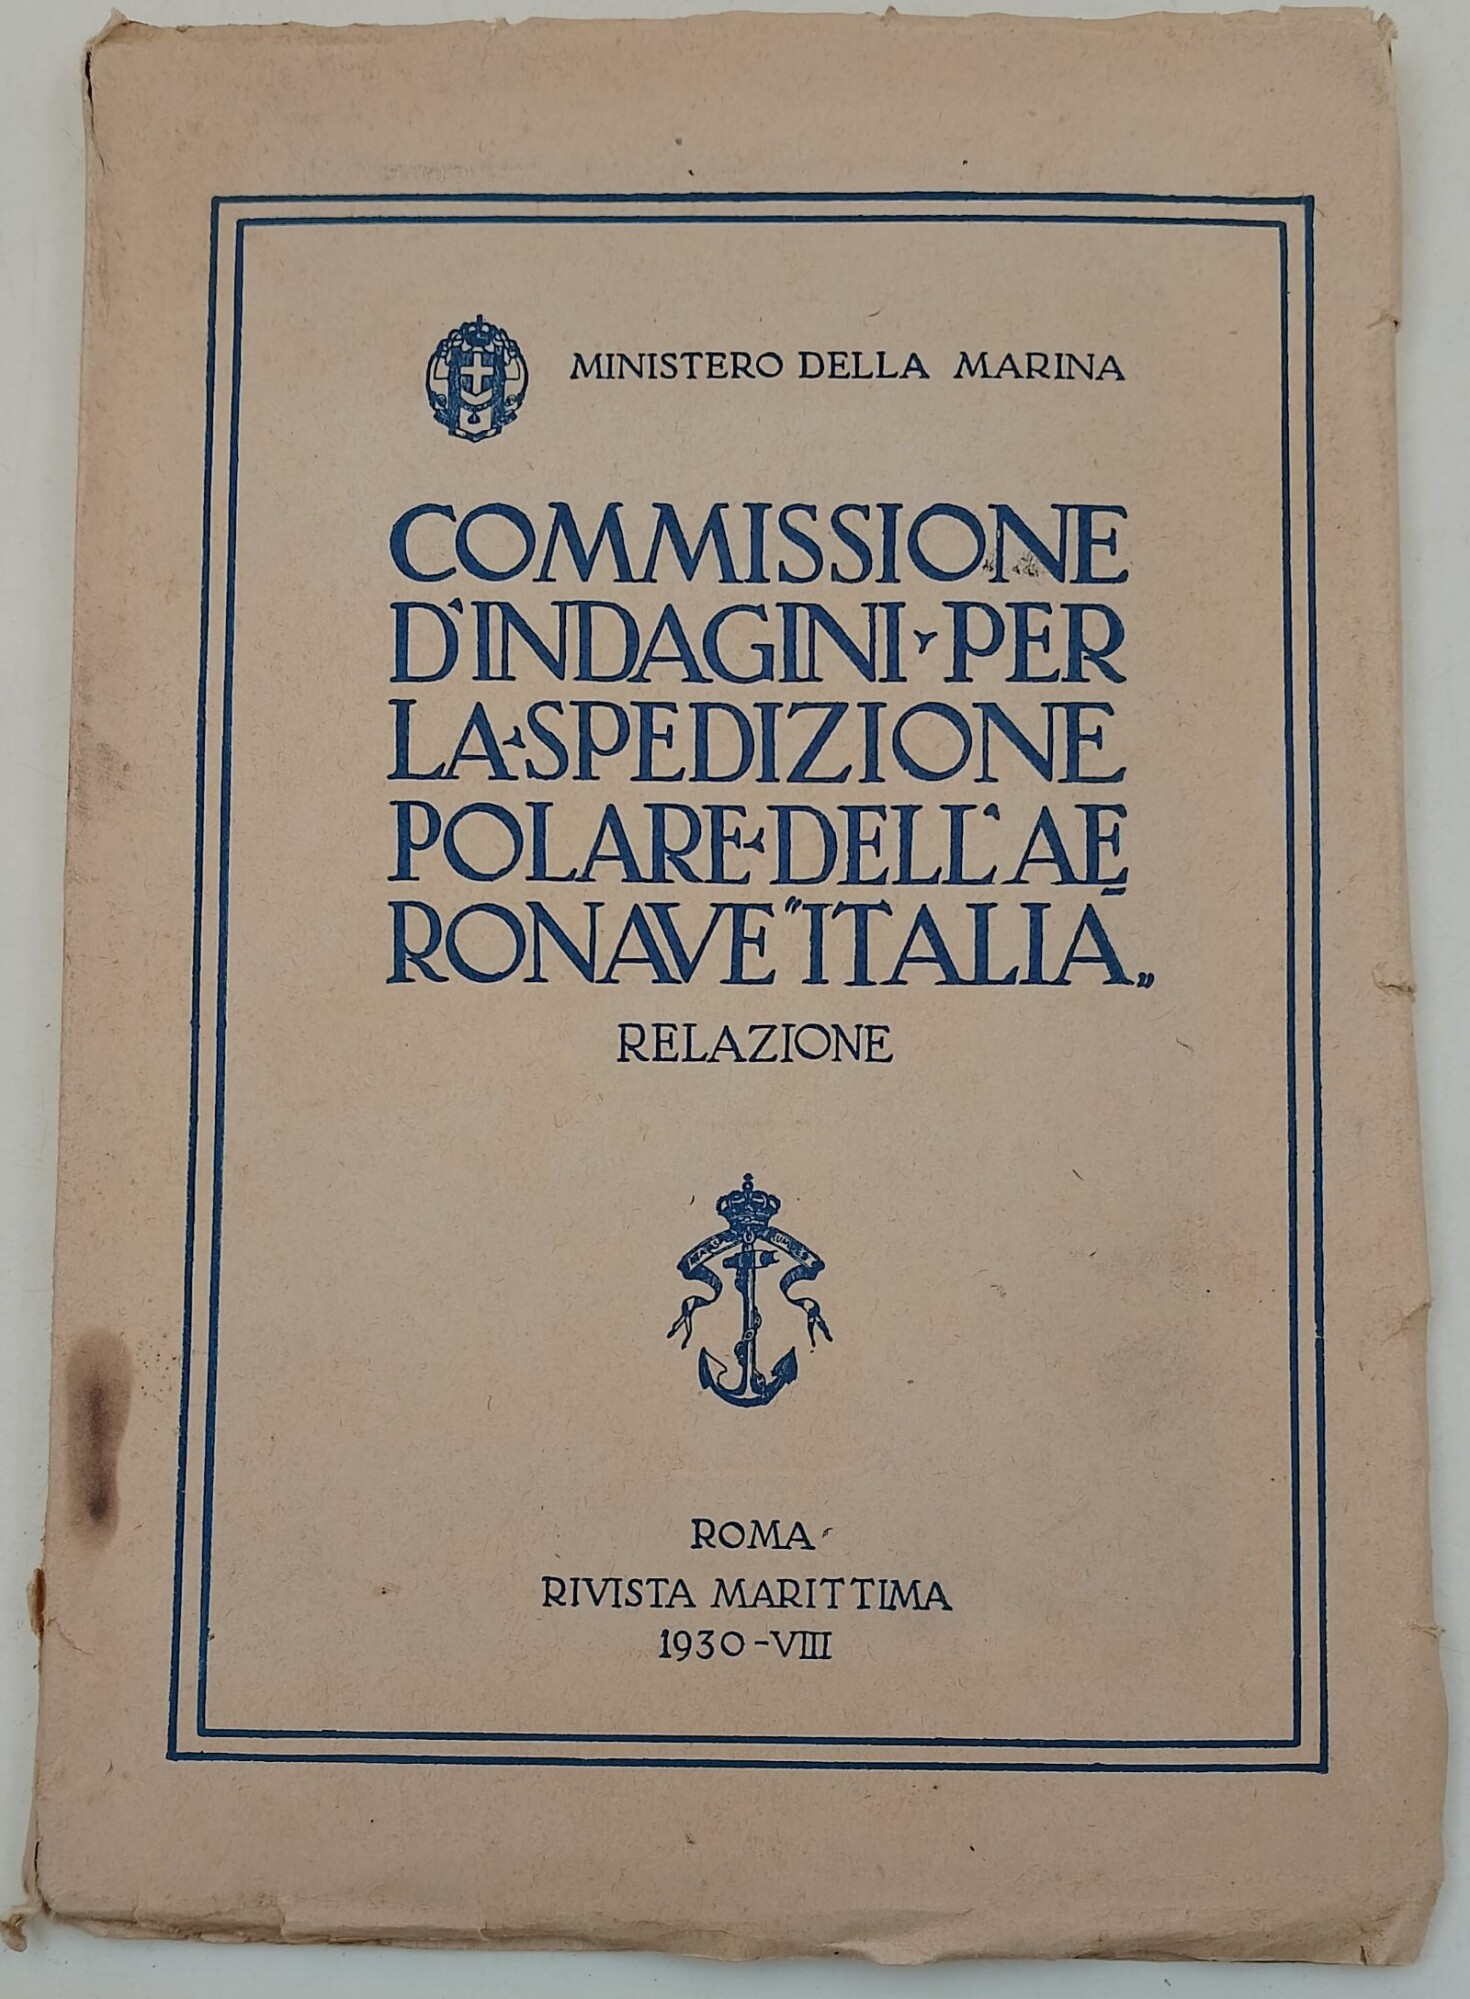 MINISTERO DELLA MARINA
COMMISSIONE
D'INDAGINI PER
LA SPEDIZIONE
POLARE DELL'AE
RONAVE "ITALIA„
RELAZIONE
ROMA
RIVISTA MARITTIMA
1930-VIII